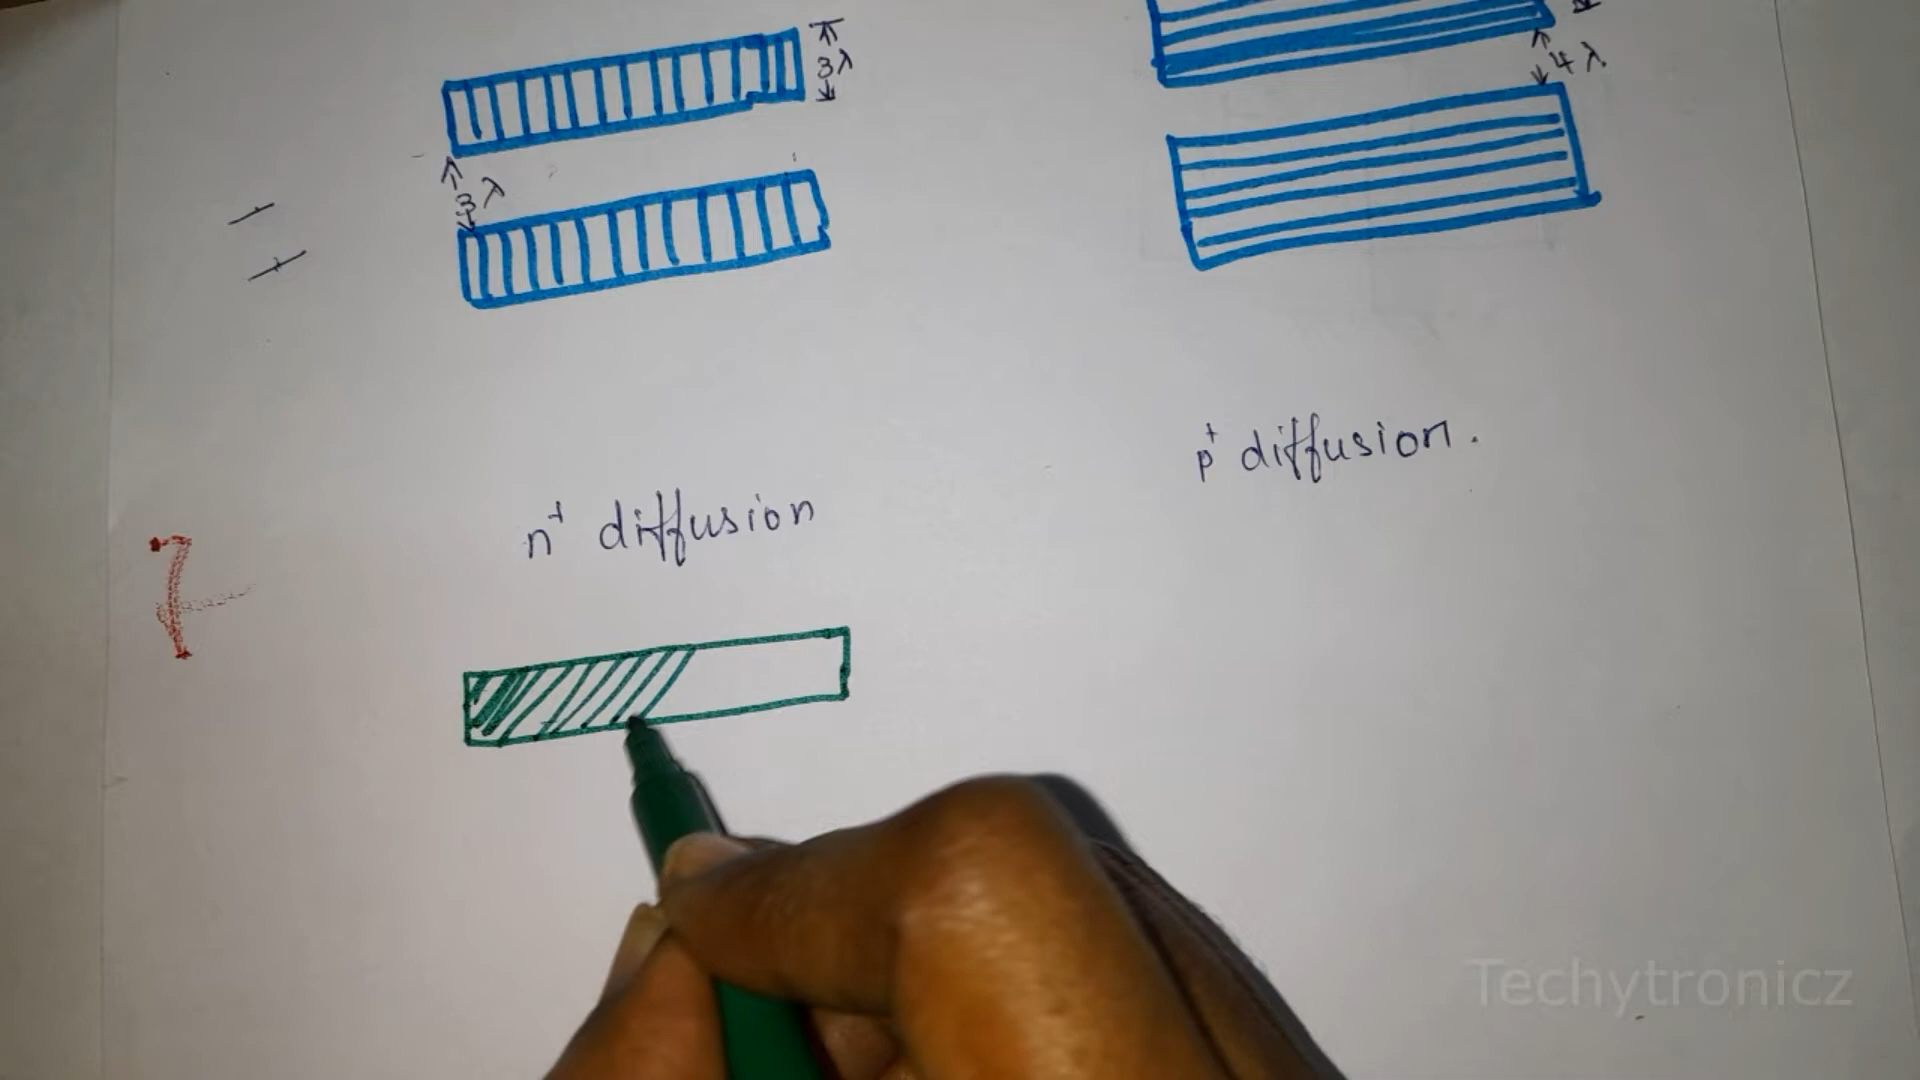 3λ
4λ.
3λ
p+ diffusion.
n+ diffusion
Techytronicz